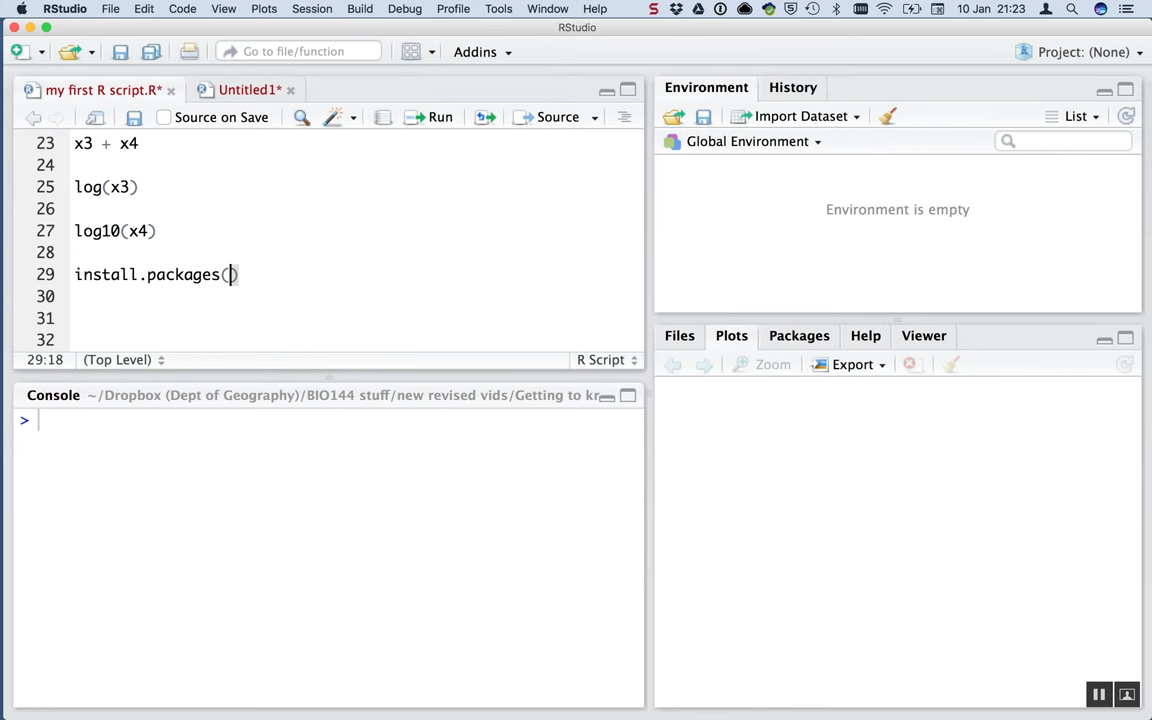 RStudio File Edit Code View Plots Session Build Debug Profile Tools Window Help 10 Jan 21:23
RStudio
Go to file/function Addins Project: (None)
my first R script.R* Untitled1*
Source on Save Run Source
23 x3 + x4
24
25 log(x3)
26
27 log10(x4)
28
29 install.packages()
30
31
32
29:18 (Top Level) R Script
Console ~/Dropbox (Dept of Geography)/BIO144 stuff/new revised vids/Getting to kr
>
Environment History
Import Dataset List
Global Environment
Environment is empty
Files Plots Packages Help Viewer
Zoom Export